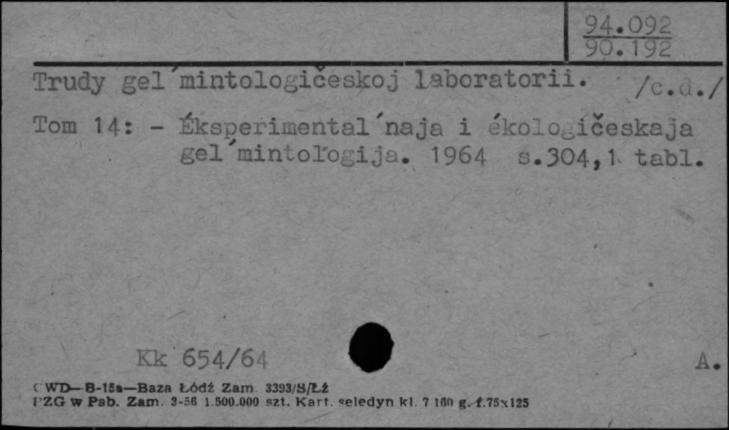 94.092
90.192
Trudy gel´mintologičeskoj laboratorii. /c.d./
Tom 14: - Éksperimental´naja i ékologičeskaja
gel´mintologija. 1964 s.304,1 tabl.
Kk 654/64
A.
CWD—B-15a—Baza Łódź Zam. 3393/S/Łź
PZG w Pab. Zam. 3-56 1.500.000 szt. Kart. seledyn kl. 7 160 g. f.75x125